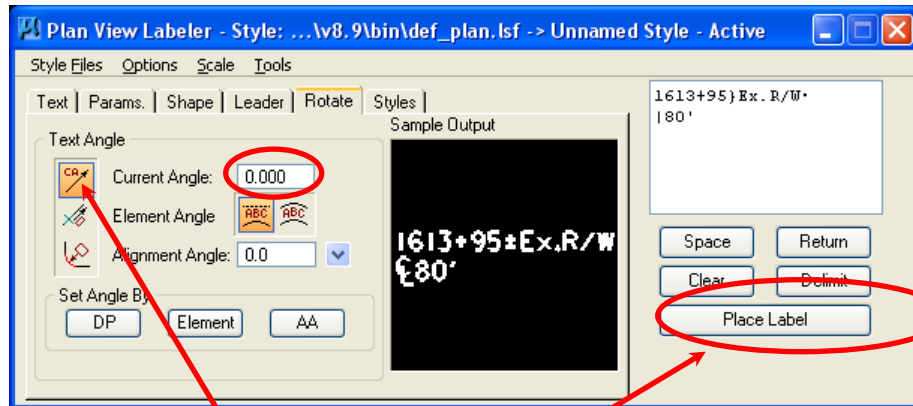 Plan View Labeler - Style: ...\v8.9\bin\def_plan.lsf -> Unnamed Style - Active
Style Files Options Scale Tools
Text Params. Shape Leader Rotate Styles
Text Angle
CA
Current Angle: 0.000
Element Angle ABC ABC
Alignment Angle: 0.0
Set Angle By
DP Element AA
Sample Output
1613+95±Ex.R/W
℄80'
1613+95}Ex.R/W·
|80'
Space Return
Clear Delimit
Place Label